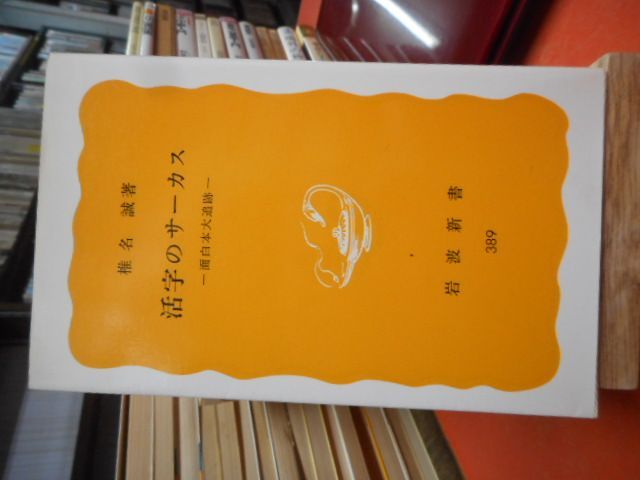 椎名 誠著
活字のサーカス
—面白本大追跡—
岩波新書
389